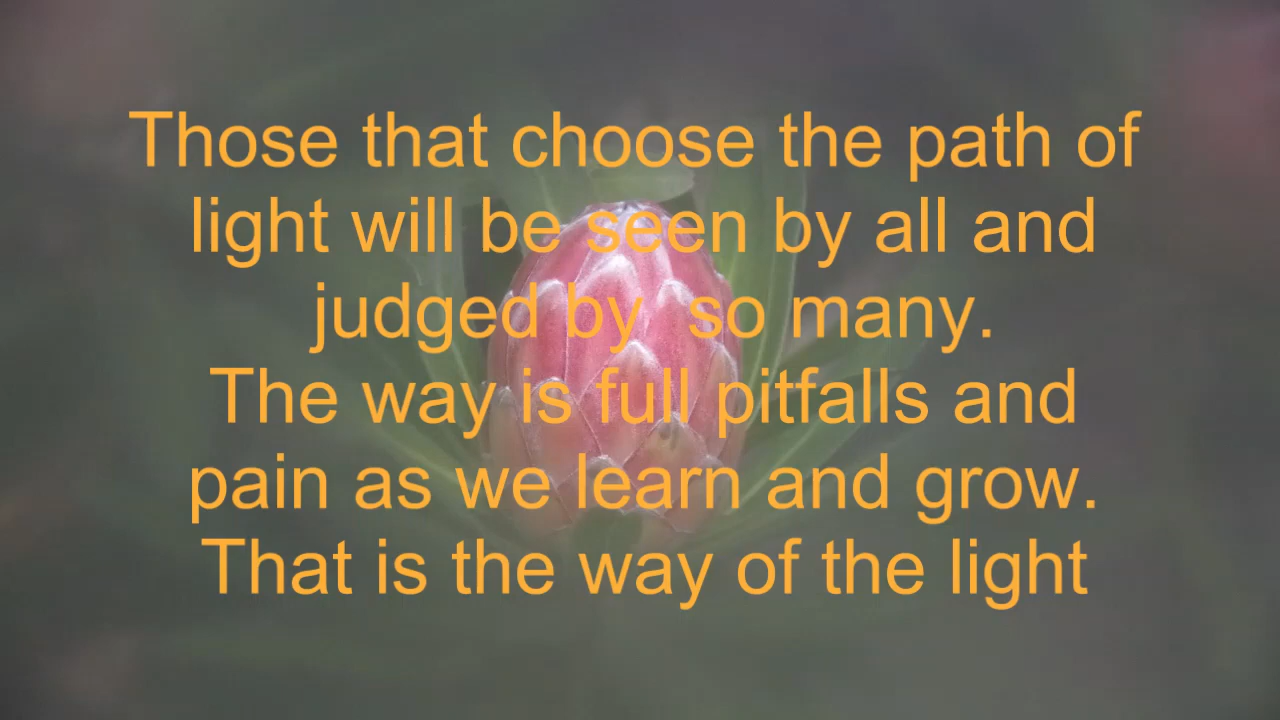 Those that choose the path of
light will be seen by all and
judged by  so many.
The way is full pitfalls and
pain as we learn and grow.
That is the way of the light